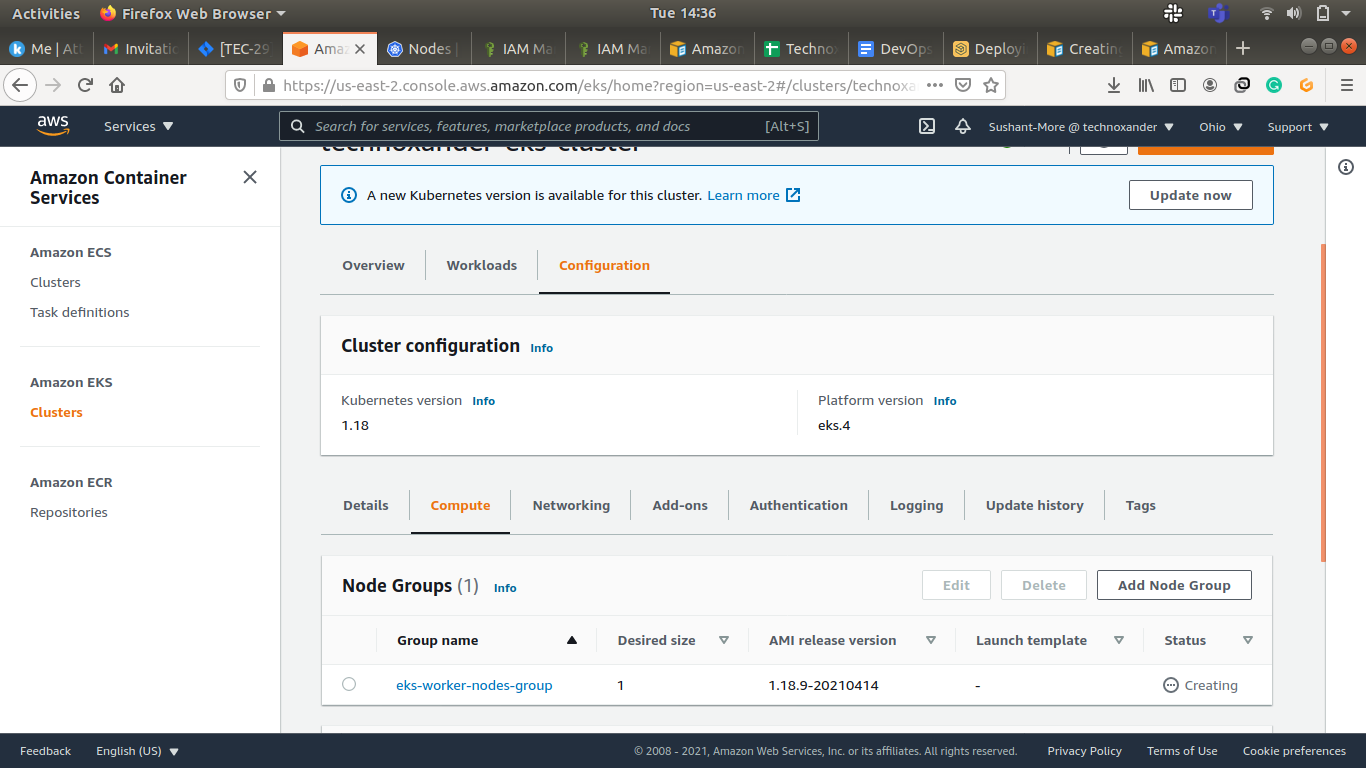 Activities Firefox Web Browser Tue 14:36
Me | Atl Invitatio [TEC-29 Amaz Nodes | IAM Ma IAM Ma Amazon Techno DevOps Deploy Creatin Amazon
https://us-east-2.console.aws.amazon.com/eks/home?region=us-east-2#/clusters/technoxa
aws Services Search for services, features, marketplace products, and docs [Alt+S] Sushant-More @ technoxander Ohio Support
technoxander-eks-cluster
Amazon Container
Services
Amazon ECS
Clusters
Task definitions
Amazon EKS
Clusters
Amazon ECR
Repositories
A new Kubernetes version is available for this cluster. Learn more Update now
Overview Workloads Configuration
Cluster configuration Info
Kubernetes version Info Platform version Info
1.18 eks.4
Details Compute Networking Add-ons Authentication Logging Update history Tags
Node Groups (1) Info Edit Delete Add Node Group
Group name Desired size AMI release version Launch template Status
eks-worker-nodes-group 1 1.18.9-20210414 - Creating
Feedback English (US) © 2008 - 2021, Amazon Web Services, Inc. or its affiliates. All rights reserved. Privacy Policy Terms of Use Cookie preferences